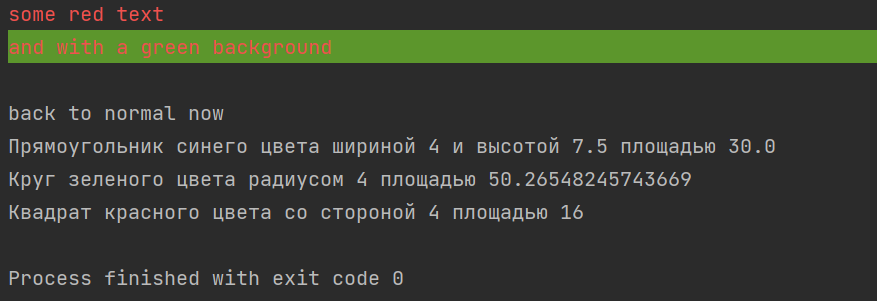 some red text
and with a green background
back to normal now
Прямоугольник синего цвета шириной 4 и высотой 7.5 площадью 30.0
Круг зеленого цвета радиусом 4 площадью 50.26548245743669
Квадрат красного цвета со стороной 4 площадью 16
Process finished with exit code 0